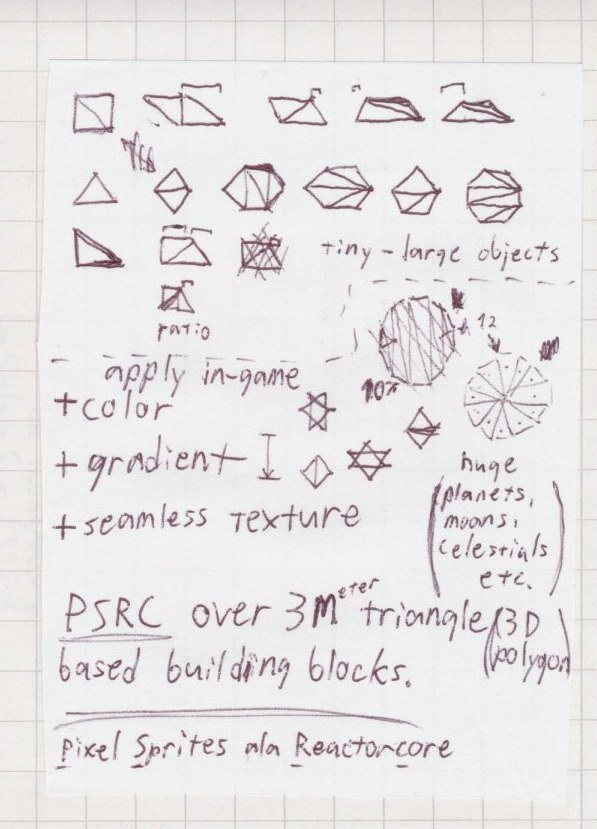 tiny-large objects
ratio
12
10x
apply in-game
+color
+gradient
+seamless Texture
huge
(planets,
moons,
celestials
etc.)
PSRC over 3Meter triangle (3D
based building blocks. polygon)
Pixel Sprites ala Reactorcore